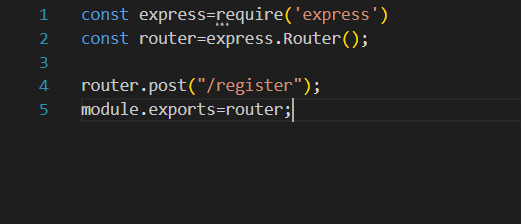 1 const express=require('express')
2 const router=express.Router();
3
4 router.post("/register");
5 module.exports=router;